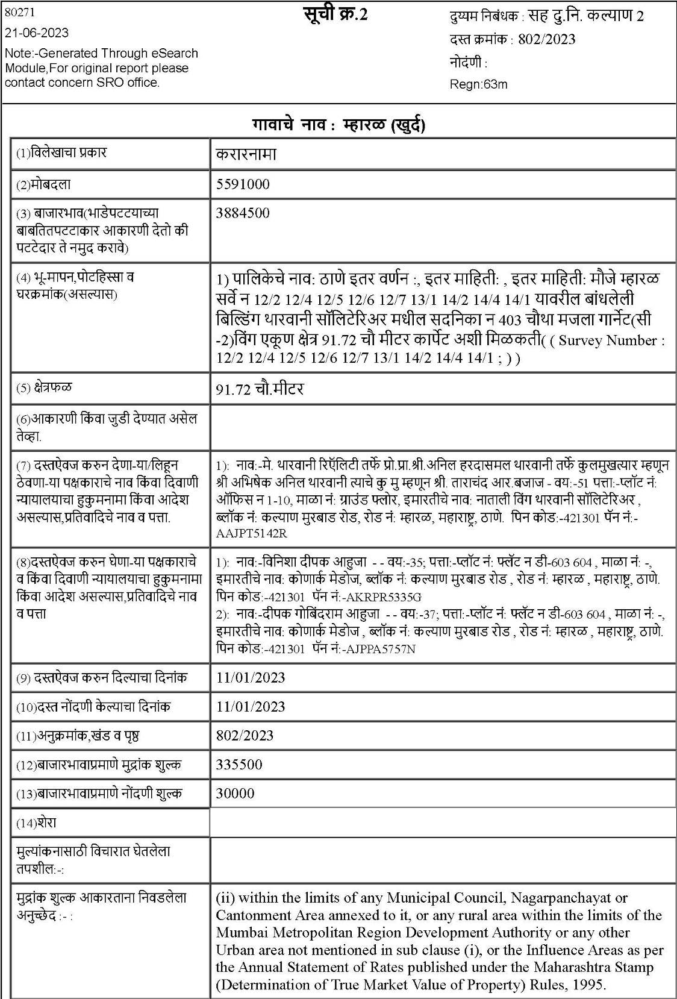 80271
21-06-2023
Note:-Generated Through eSearch
Module,For original report please
contact concern SRO office.
सूची क्र.2
दुय्यम निबंधक : सह दु.नि. कल्याण 2
दस्त क्रमांक : 802/2023
नोदंणी :
Regn:63m
गावाचे नाव : म्हारळ (खुर्द)
(1)विलेखाचा प्रकार
करारनामा
(2)मोबदला
5591000
(3) बाजारभाव(भाडेपटटयाच्या
बाबतितपटटाकार आकारणी देतो की
पटटेदार ते नमुद करावे)
3884500
(4) भू-मापन,पोटहिस्सा व
घरक्रमांक(असल्यास)
1) पालिकेचे नाव: ठाणे इतर वर्णन :, इतर माहिती: , इतर माहिती: मौजे म्हारळ
सर्वे न 12/2 12/4 12/5 12/6 12/7 13/1 14/2 14/4 14/1 यावरील बांधलेली
बिल्डिंग थारवानी सॉलिटेरिअर मधील सदनिका न 403 चौथा मजला गार्नेट(सी
-2)विंग एकूण क्षेत्र 91.72 चौ मीटर कार्पेट अशी मिळकती( ( Survey Number :
12/2 12/4 12/5 12/6 12/7 13/1 14/2 14/4 14/1 ; ) )
(5) क्षेत्रफळ
91.72 चौ.मीटर
(6)आकारणी किंवा जुडी देण्यात असेल
तेव्हा.
(7) दस्तऐवज करुन देणा-या/लिहून
ठेवणा-या पक्षकाराचे नाव किंवा दिवाणी
न्यायालयाचा हुकुमनामा किंवा आदेश
असल्यास,प्रतिवादिचे नाव व पत्ता.
1): नाव:-मे. थारवानी रिऍलिटी तर्फे प्रो.प्रा.श्री.अनिल हरदासमल थारवानी तर्फे कुलमुखत्यार म्हणून
श्री अभिषेक अनिल थारवानी त्याचे कु मु म्हणून श्री. ताराचंद आर.बजाज - वय:-51 पत्ता:-प्लॉट नं:
ऑफिस न 1-10, माळा नं: ग्राउंड फ्लोर, इमारतीचे नाव: नाताली विंग थारवानी सॉलिटेरिअर ,
ब्लॉक नं: कल्याण मुरबाड रोड, रोड नं: म्हारळ, महाराष्ट्र, ठाणे. पिन कोड:-421301 पॅन नं:-
AAJPT5142R
(8)दस्तऐवज करुन घेणा-या पक्षकाराचे
व किंवा दिवाणी न्यायालयाचा हुकुमनामा
किंवा आदेश असल्यास,प्रतिवादिचे नाव
व पत्ता
1): नाव:-विनिशा दीपक आहुजा - - वय:-35; पत्ता:-प्लॉट नं: फ्लॅट न डी-603 604 , माळा नं: -,
इमारतीचे नाव: कोणार्क मेडोज, ब्लॉक नं: कल्याण मुरबाड रोड , रोड नं: म्हारळ , महाराष्ट्र, ठाणे.
पिन कोड:-421301 पॅन नं:-AKRPR5335G
2): नाव:-दीपक गोबिंदराम आहुजा - - वय:-37; पत्ता:-प्लॉट नं: फ्लॅट न डी-603 604 , माळा नं: -,
इमारतीचे नाव: कोणार्क मेडोज , ब्लॉक नं: कल्याण मुरबाड रोड , रोड नं: म्हारळ , महाराष्ट्र, ठाणे.
पिन कोड:-421301 पॅन नं:-AJPPA5757N
(9) दस्तऐवज करुन दिल्याचा दिनांक
11/01/2023
(10)दस्त नोंदणी केल्याचा दिनांक
11/01/2023
(11)अनुक्रमांक,खंड व पृष्ठ
802/2023
(12)बाजारभावाप्रमाणे मुद्रांक शुल्क
335500
(13)बाजारभावाप्रमाणे नोंदणी शुल्क
30000
(14)शेरा
मुल्यांकनासाठी विचारात घेतलेला
तपशील:-:
मुद्रांक शुल्क आकारताना निवडलेला
अनुच्छेद :- :
(ii) within the limits of any Municipal Council, Nagarpanchayat or
Cantonment Area annexed to it, or any rural area within the limits of the
Mumbai Metropolitan Region Development Authority or any other
Urban area not mentioned in sub clause (i), or the Influence Areas as per
the Annual Statement of Rates published under the Maharashtra Stamp
(Determination of True Market Value of Property) Rules, 1995.